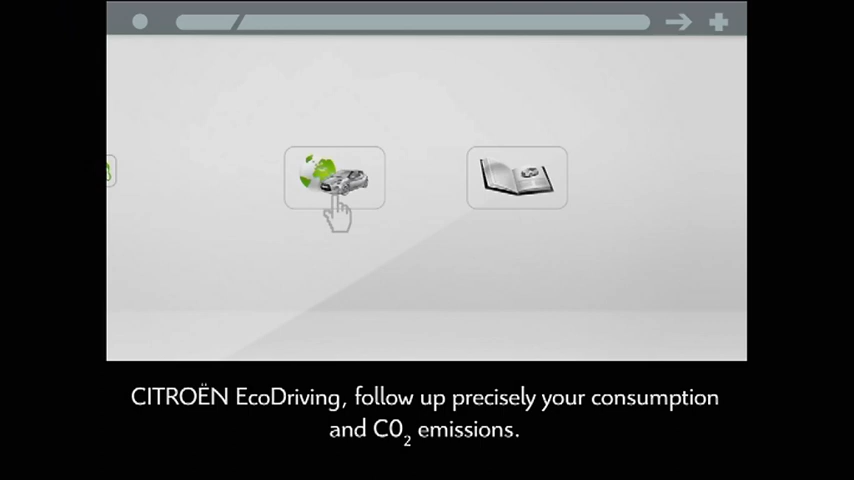 CITROËN EcoDriving, follow up precisely your consumption
and C0₂ emissions.